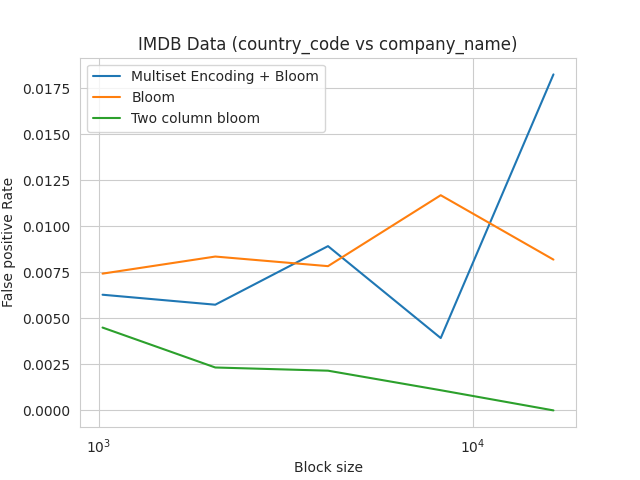 IMDB Data (country_code vs company_name)
Multiset Encoding + Bloom
Bloom
Two column bloom
False positive Rate
0.0175
0.0150
0.0125
0.0100
0.0075
0.0050
0.0025
0.0000
10³
10⁴
Block size